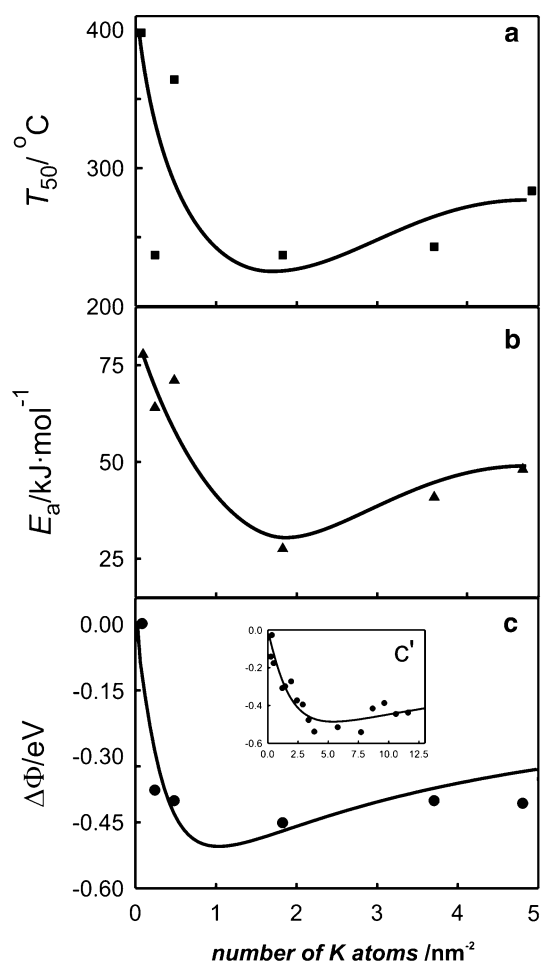 400
a
T50/ °C
300
200
b
75
Ea/kJ·mol-1
50
25
0.00
c
-0.15
ΔΦ/eV
-0.30
-0.45
-0.60
C'
0.0
-0.2
-0.4
-0.6
0.0 2.5 5.0 7.5 10.0 12.5
0 1 2 3 4 5
number of K atoms /nm-2